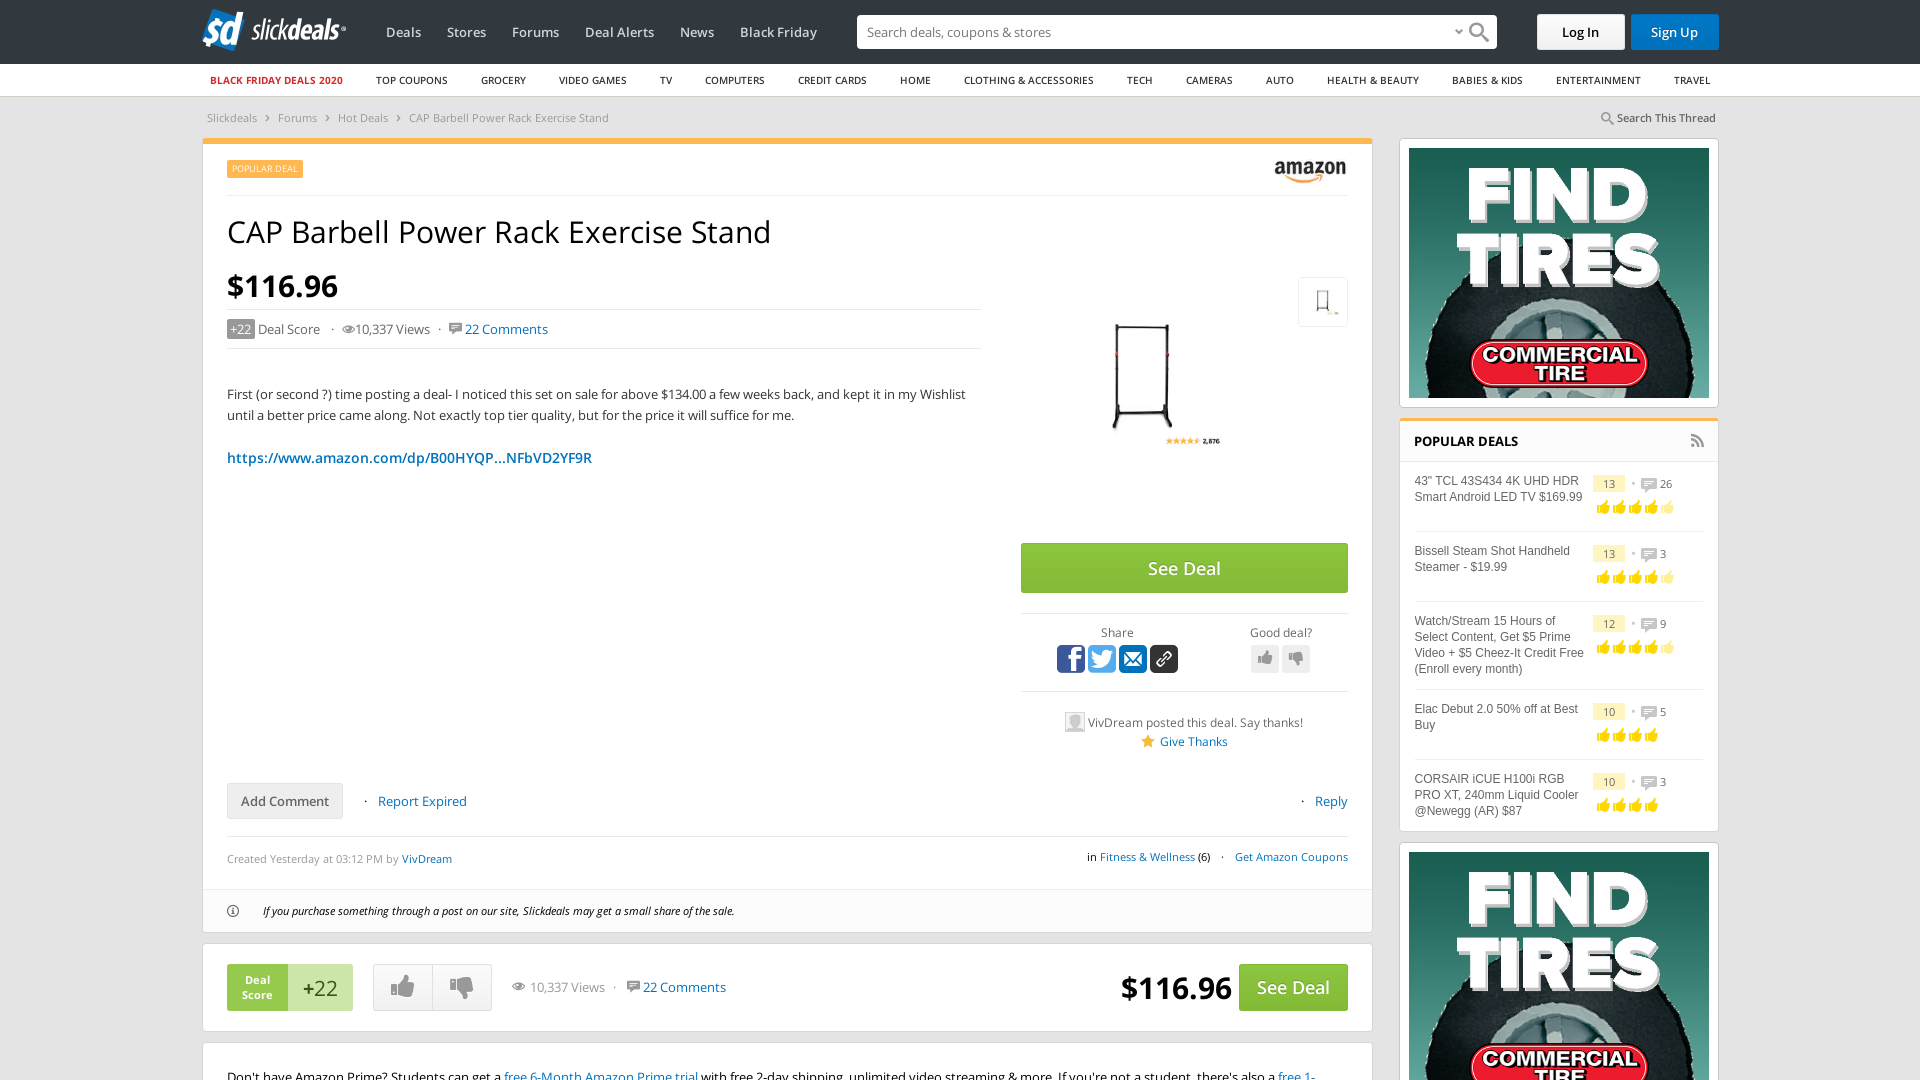 sd slickdeals
Deals Stores Forums Deal Alerts News Black Friday
Search deals, coupons & stores
Log In Sign Up
BLACK FRIDAY DEALS 2020 TOP COUPONS GROCERY VIDEO GAMES TV COMPUTERS CREDIT CARDS HOME CLOTHING & ACCESSORIES TECH CAMERAS AUTO HEALTH & BEAUTY BABIES & KIDS ENTERTAINMENT TRAVEL
Slickdeals › Forums › Hot Deals › CAP Barbell Power Rack Exercise Stand
Search This Thread
POPULAR DEAL
amazon
CAP Barbell Power Rack Exercise Stand
$116.96
+22 Deal Score · 10,337 Views · 22 Comments
First (or second ?) time posting a deal- I noticed this set on sale for above $134.00 a few weeks back, and kept it in my Wishlist
until a better price came along. Not exactly top tier quality, but for the price it will suffice for me.
https://www.amazon.com/dp/B00HYQP...NFbVD2YF9R
2,876
See Deal
Share
Good deal?
VivDream posted this deal. Say thanks!
Give Thanks
Add Comment · Report Expired
· Reply
Created Yesterday at 03:12 PM by VivDream
in Fitness & Wellness (6) · Get Amazon Coupons
If you purchase something through a post on our site, Slickdeals may get a small share of the sale.
Deal
Score
+22
10,337 Views · 22 Comments
$116.96
See Deal
Don't have Amazon Prime? Students can get a free 6-Month Amazon Prime trial with free 2-day shipping, unlimited video streaming & more. If you're not a student, there's also a free 1-
FIND
TIRES
COMMERCIAL
TIRE
POPULAR DEALS
43" TCL 43S434 4K UHD HDR
Smart Android LED TV $169.99
13 · 26
Bissell Steam Shot Handheld
Steamer - $19.99
13 · 3
Watch/Stream 15 Hours of
Select Content, Get $5 Prime
Video + $5 Cheez-It Credit Free
(Enroll every month)
12 · 9
Elac Debut 2.0 50% off at Best
Buy
10 · 5
CORSAIR iCUE H100i RGB
PRO XT, 240mm Liquid Cooler
@Newegg (AR) $87
10 · 3
FIND
TIRES
COMMERCIAL